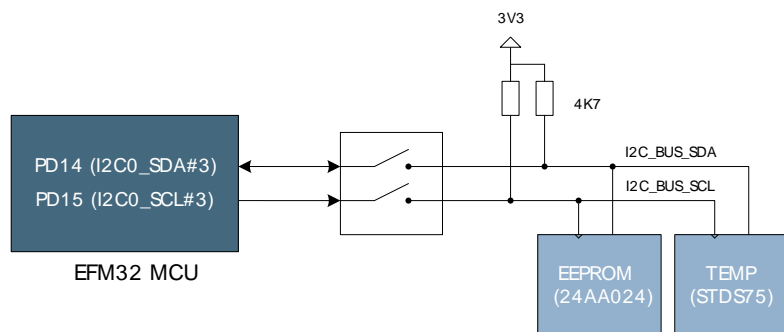 3V3
4K7
PD14 (I2C0_SDA#3)
PD15 (I2C0_SCL#3)
EFM32 MCU
I2C_BUS_SDA
I2C_BUS_SCL
EEPROM
(24AA024)
TEMP
(STDS75)